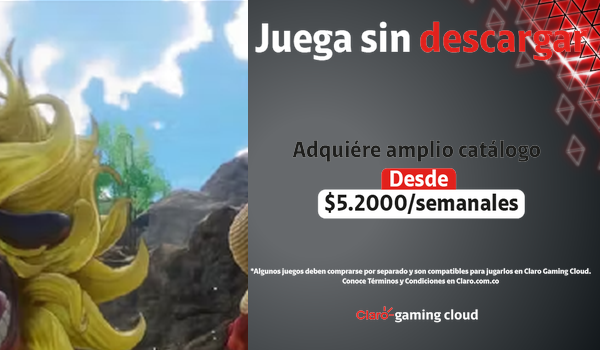 Juega sin descargar
Adquiére amplio catálogo
Desde
$5.2000/semanales
*Algunos juegos deben comprarse por separado y son compatibles para jugarlos en Claro Gaming Cloud.
Conoce Términos y Condiciones en Claro.com.co
Claro gaming cloud